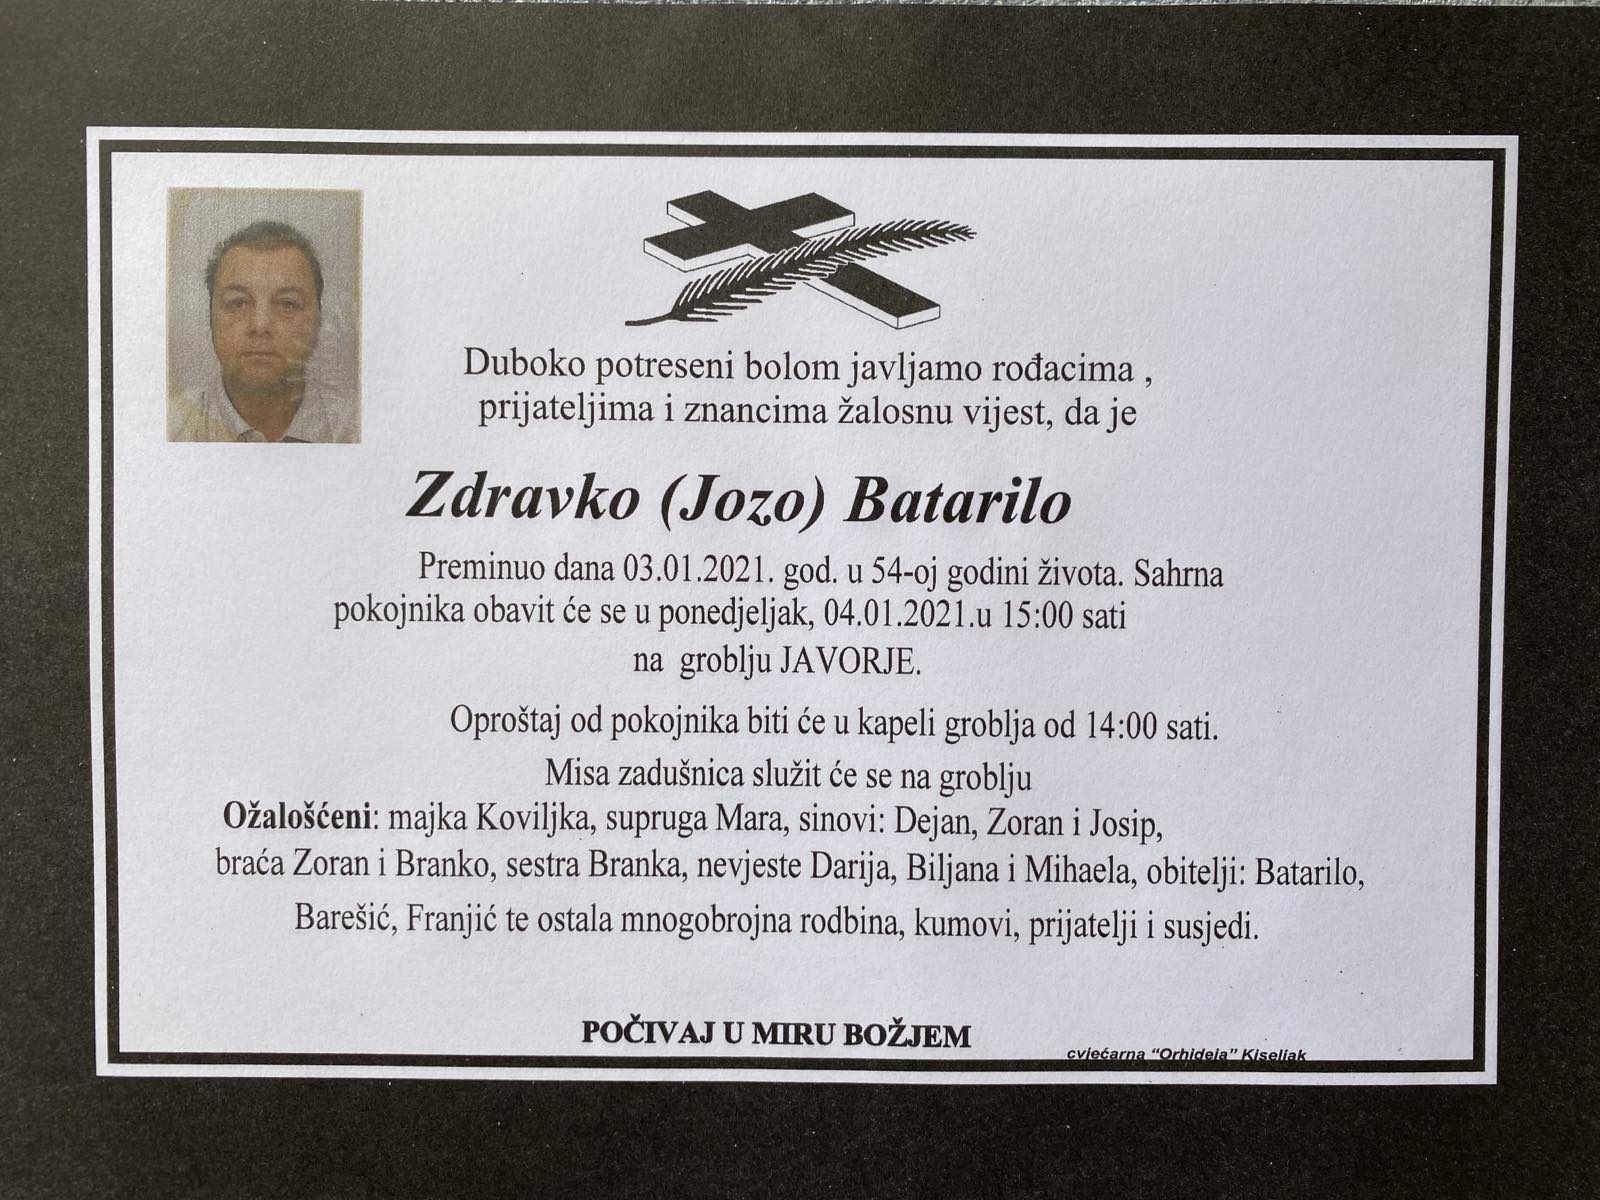 Duboko potreseni bolom javljamo rođacima ,
prijateljima i znancima žalosnu vijest, da je
Zdravko (Jozo) Batarilo
Preminuo dana 03.01.2021. god. u 54-oj godini života. Sahrna
pokojnika obavit će se u ponedjeljak, 04.01.2021.u 15:00 sati
na groblju JAVORJE.
Oproštaj od pokojnika biti će u kapeli groblja od 14:00 sati.
Misa zadušnica služit će se na groblju
Ožalošćeni: majka Koviljka, supruga Mara, sinovi: Dejan, Zoran i Josip,
braća Zoran i Branko, sestra Branka, nevjeste Darija, Biljana i Mihaela, obitelji: Batarilo,
Barešić, Franjić te ostala mnogobrojna rodbina, kumovi, prijatelji i susjedi.
POČIVAJ U MIRU BOŽJEM
cvjećarna "Orhideja" Kiseljak